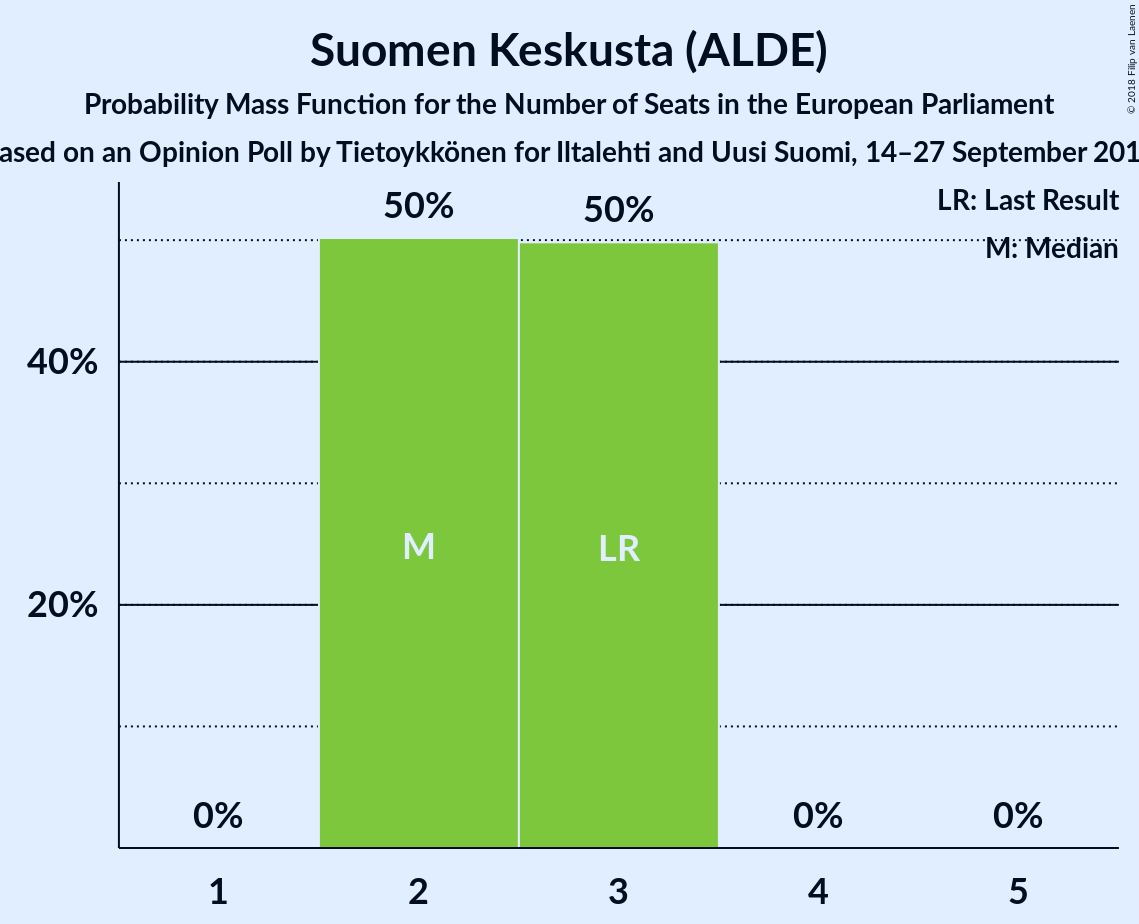 Suomen Keskusta (ALDE)
Probability Mass Function for the Number of Seats in the European Parliament
ased on an Opinion Poll by Tietoykkönen for Iltalehti and Uusi Suomi, 14–27 September 201
© 2018 Filip van Laenen
LR: Last Result
M: Median
50%
50%
40%
20%
M
LR
0%
0%
0%
1
2
3
4
5